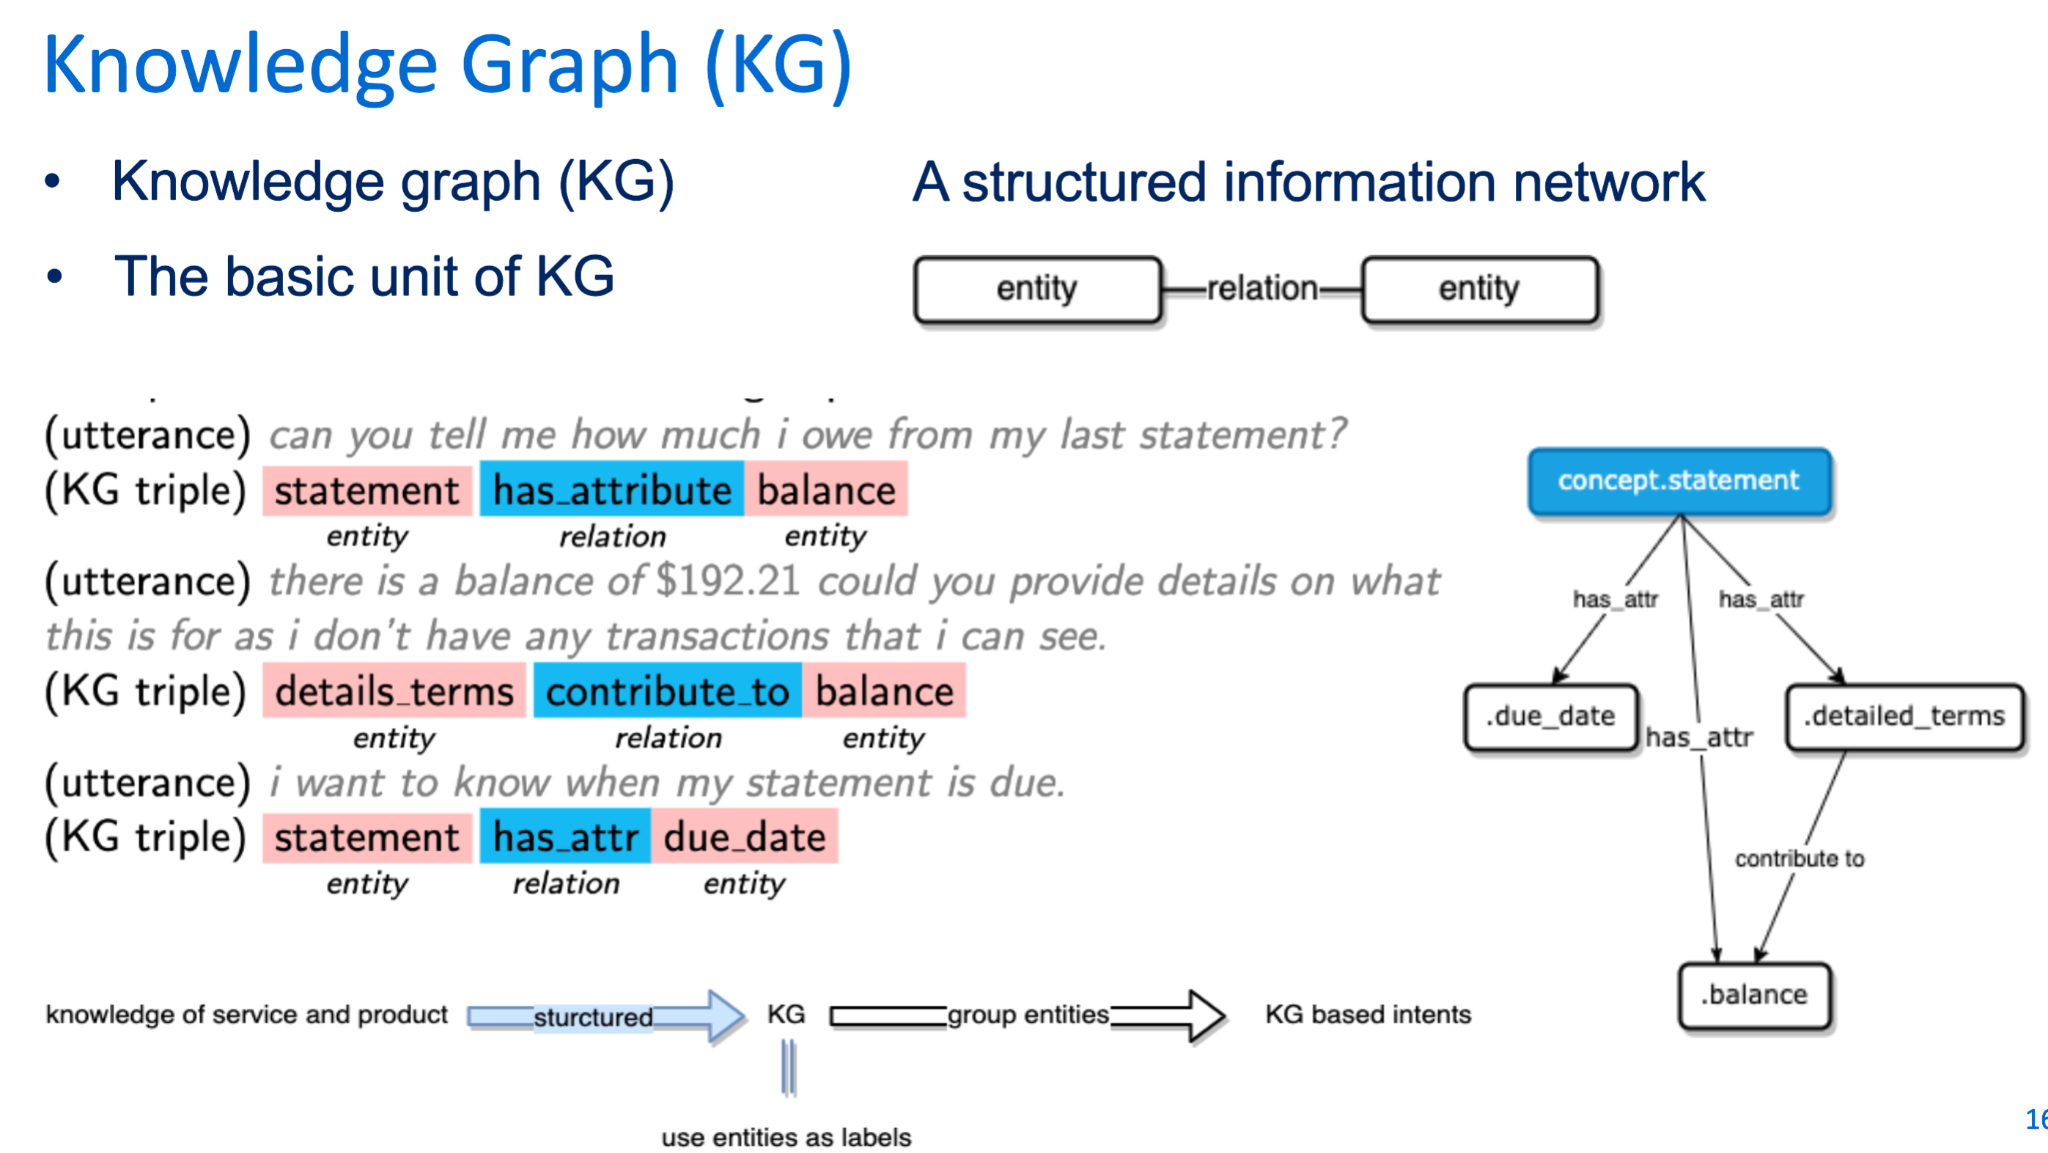 Knowledge Graph (KG)
• Knowledge graph (KG)
A structured information network
• The basic unit of KG
entity relation entity
(utterance) can you tell me how much i owe from my last statement?
(KG triple) statement has_attribute balance
entity relation entity
(utterance) there is a balance of $192.21 could you provide details on what
this is for as i don't have any transactions that i can see.
(KG triple) details_terms contribute_to balance
entity relation entity
(utterance) i want to know when my statement is due.
(KG triple) statement has_attr due_date
entity relation entity
concept.statement
has_attr has_attr
.due_date
has_attr
.detailed_terms
contribute to
.balance
knowledge of service and product sturctured KG group entities KG based intents
use entities as labels